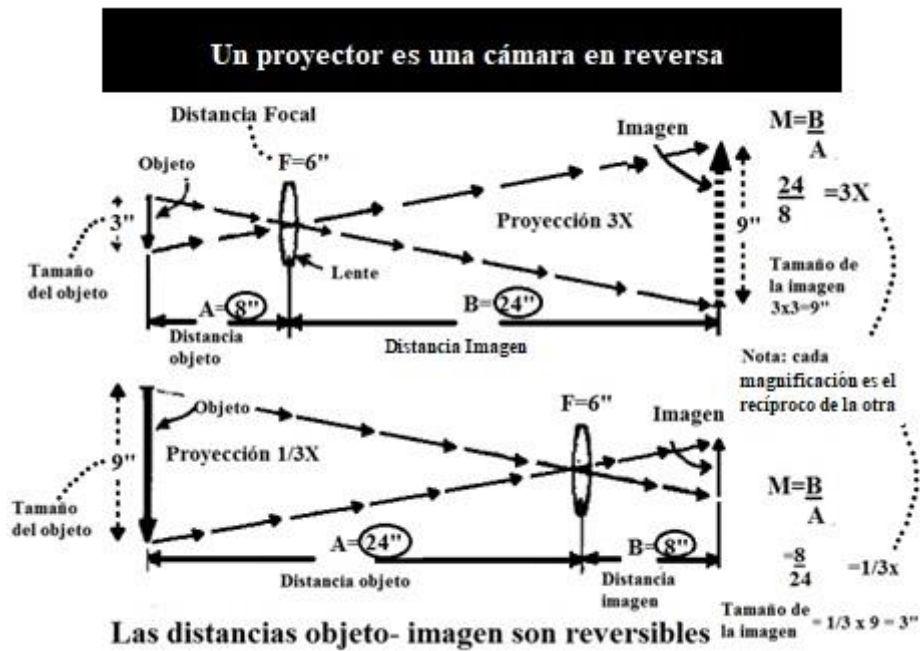 Un proyector es una cámara en reversa
Distancia Focal
F=6"
Objeto
Imagen
M=B
A
24
8
=3X
3"
Proyección 3X
9"
Tamaño
del objeto
Lente
Tamaño de
la imagen
3x3=9"
A=8"
B=24"
Distancia
objeto
Distancia Imagen
Nota: cada
magnificación es el
recíproco de la otra
Objeto
F=6"
Imagen
9"
Proyección 1/3X
Tamaño
del objeto
M=B
A
A=24"
B=8"
Distancia objeto
Distancia
imagen
=8
24
=1/3x
Tamaño de
la imagen = 1/3 x 9 = 3"
Las distancias objeto- imagen son reversibles